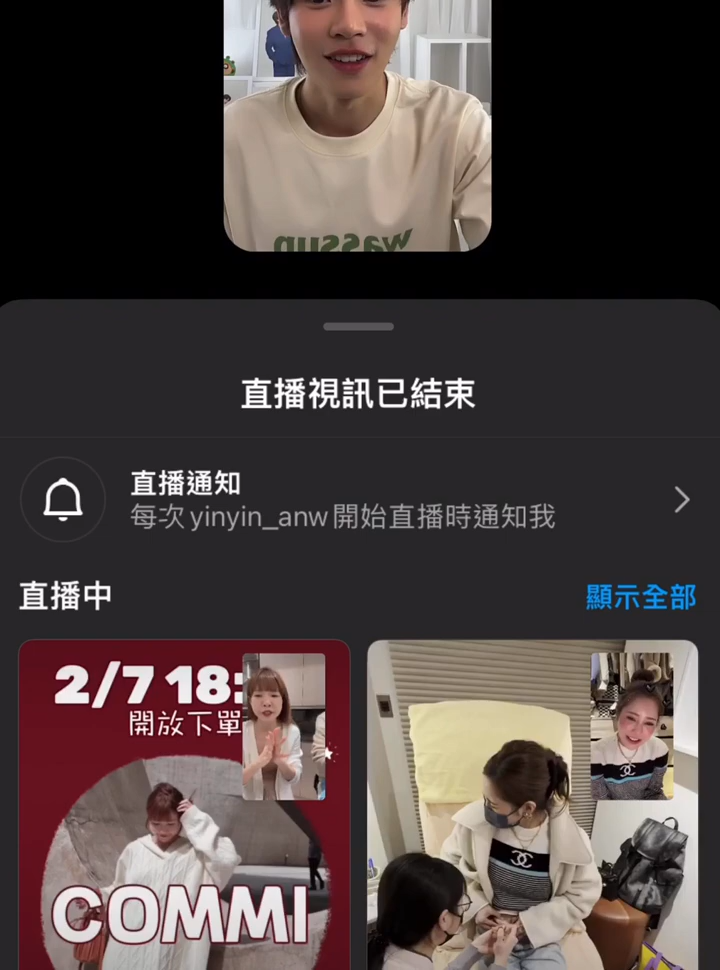 wassup
直播視訊已結束
直播通知
每次 yinyin_anw 開始直播時通知我
直播中
顯示全部
2/7 18:
開放下單
COMMI